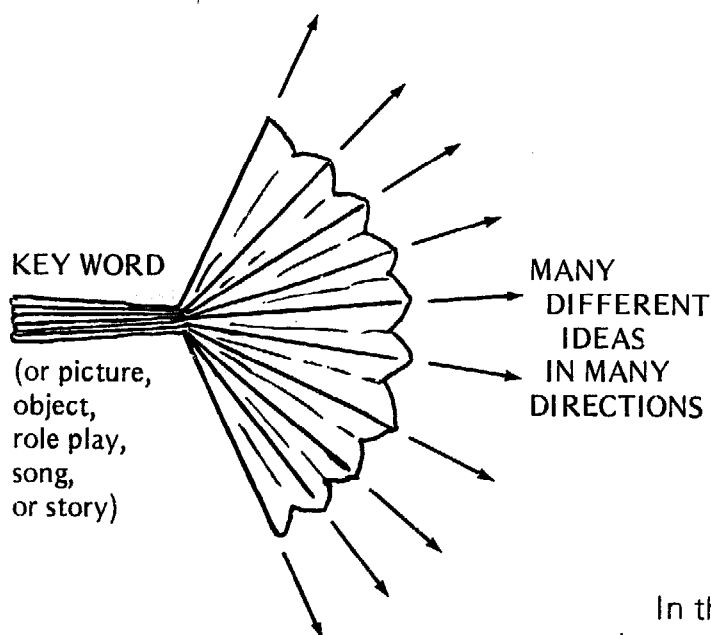 KEY WORD
(or picture,
object,
role play,
song,
or story)
MANY
DIFFERENT
IDEAS
IN MANY
DIRECTIONS
In th